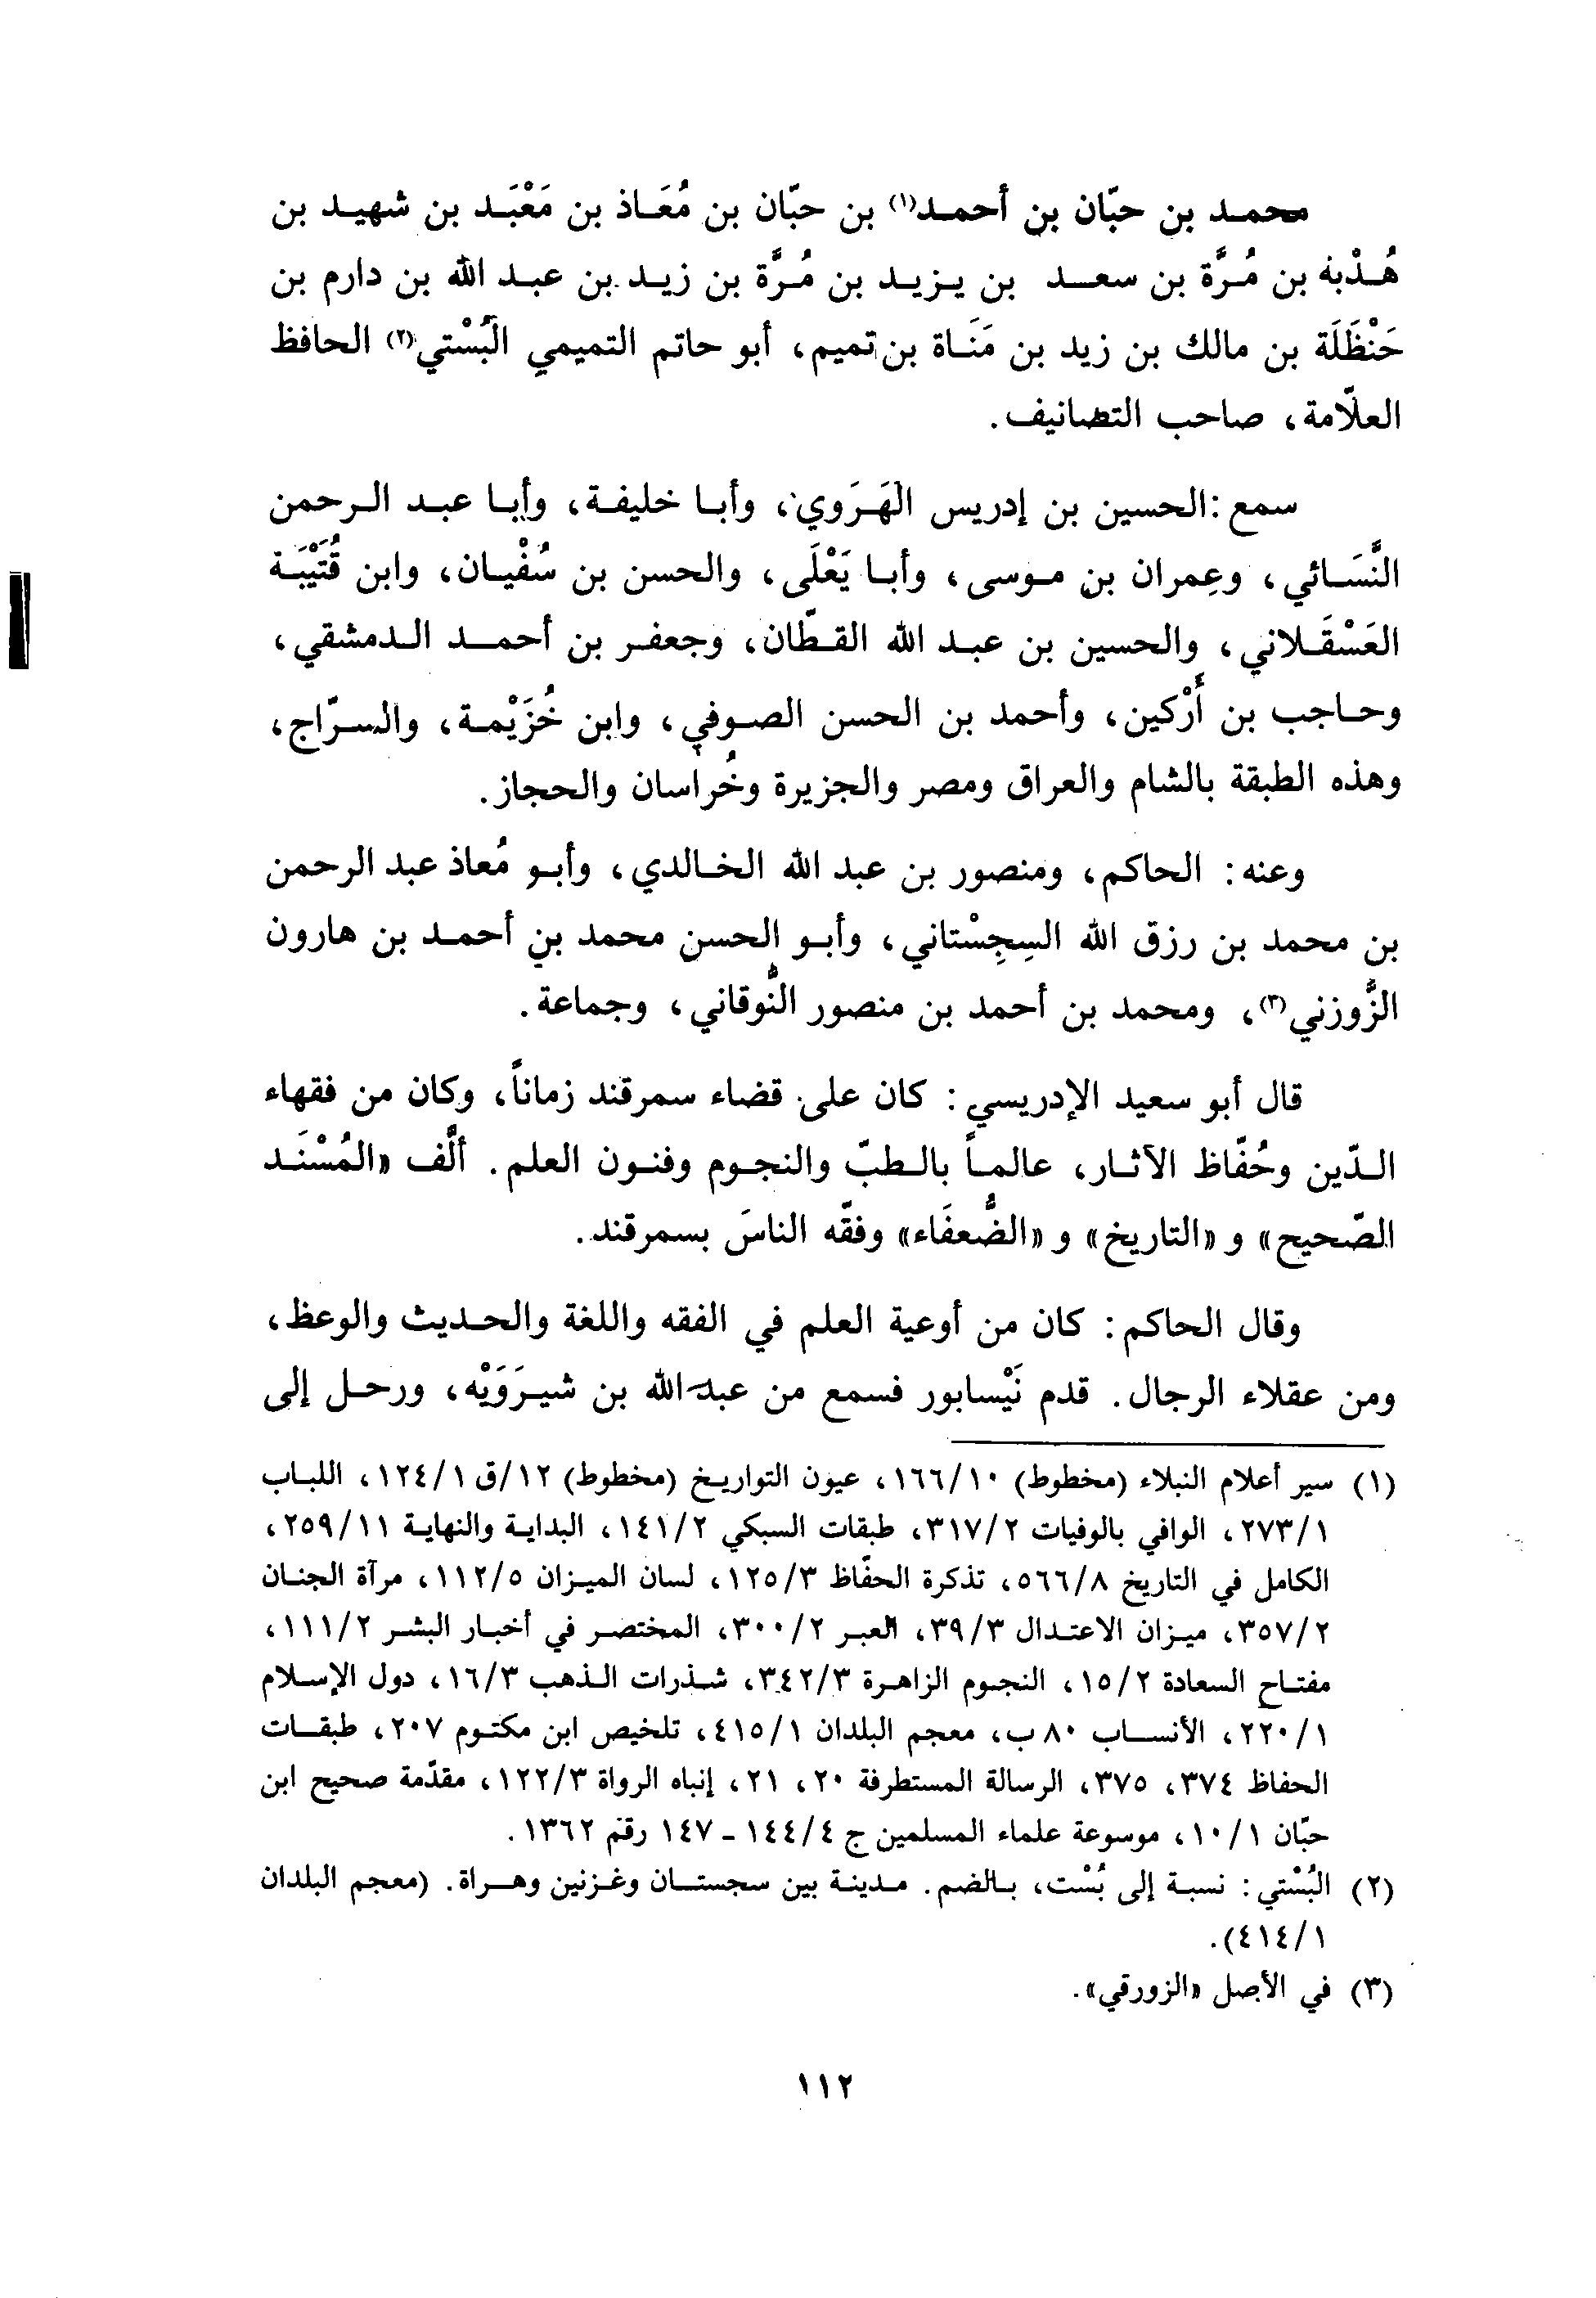 محمد بن حبّان بن أحمد(١) بن حبّان بن مُعَاذ بن مَعْبَد بن شهيد بن
هُدْبة بن مُرَّة بن سعد بن يزيد بن مُرَّة بن زيد بن عبد الله بن دارم بن
حَنْظَلَة بن مالك بن زيد بن مَنَاة بن تميم، أبو حاتم التميمي البُسْتي(٢) الحافظ
العلّامة، صاحب التصانيف.
سمع: الحسين بن إدريس الهَرَوي، وأبا خليفة، وأبا عبد الرحمن
النَّسَائي، وعِمران بن موسى، وأبا يَعْلَى، والحسن بن سُفْيان، وابن قُتَيْبَة
العَسْقَلاني، والحسين بن عبد الله القطّان، وجعفر بن أحمد الدمشقي،
وحاجب بن أَرْكين، وأحمد بن الحسن الصوفي، وابن خُزَيْمة، والسرّاج،
وهذه الطبقة بالشام والعراق ومصر والجزيرة وخُراسان والحجاز.
وعنه: الحاكم، ومنصور بن عبد الله الخالدي، وأبو مُعاذ عبد الرحمن
بن محمد بن رزق الله السِجِسْتاني، وأبو الحسن محمد بن أحمد بن هارون
الزُّوزني(٣)، ومحمد بن أحمد بن منصور النُّوقاني، وجماعة.
قال أبو سعيد الإدريسي: كان على قضاء سمرقند زماناً، وكان من فقهاء
الدّين وحُفّاظ الآثار، عالماً بالطبّ والنجوم وفنون العلم. ألَّف «المُسْنَد
الصّحيح» و «التاريخ» و «الضُّعفَاء» وفقّه الناسَ بسمرقند.
وقال الحاكم: كان من أوعية العلم في الفقه واللغة والحديث والوعظ،
ومن عقلاء الرجال. قدم نَيْسابور فسمع من عبد الله بن شيرَوَيْه، ورحل إلى
(١) سير أعلام النبلاء (مخطوط) ١٦٦/١٠، عيون التواريخ (مخطوط) ١٢/ق ١٢٤/١، اللباب
٢٧٣/١، الوافي بالوفيات ٣١٧/٢، طبقات السبكي ١٤١/٢، البداية والنهاية ٢٥٩/١١،
الكامل في التاريخ ٥٦٦/٨، تذكرة الحفّاظ ١٢٥/٣، لسان الميزان ١١٢/٥، مرآة الجنان
٣٥٧/٢، ميزان الاعتدال ٣٩/٣، العبر ٣٠٠/٢، المختصر في أخبار البشر ١١١/٢،
مفتاح السعادة ١٥/٢، النجوم الزاهرة ٣٤٢/٣، شذرات الذهب ١٦/٣، دول الإسلام
٢٢٠/١، الأنساب ٨٠ ب، معجم البلدان ٤١٥/١، تلخيص ابن مكتوم ٢٠٧، طبقات
الحفاظ ٣٧٤، ٣٧٥، الرسالة المستطرفة ٢٠، ٢١، إنباه الرواة ١٢٢/٣، مقدّمة صحيح ابن
حبّان ١٠/١، موسوعة علماء المسلمين ج ١٤٤/٤ - ١٤٧ رقم ١٣٦٢.
(٢) البُسْتي: نسبة إلى بُسْت، بالضم. مدينة بين سجستان وغزنين وهراة. (معجم البلدان
٤١٤/١).
(٣) في الأصل «الزورقي».
١١٢